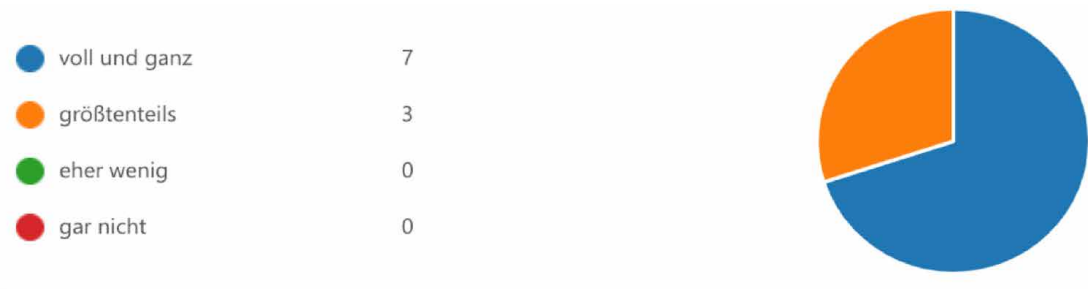 voll und ganz 7
größtenteils 3
eher wenig 0
gar nicht 0